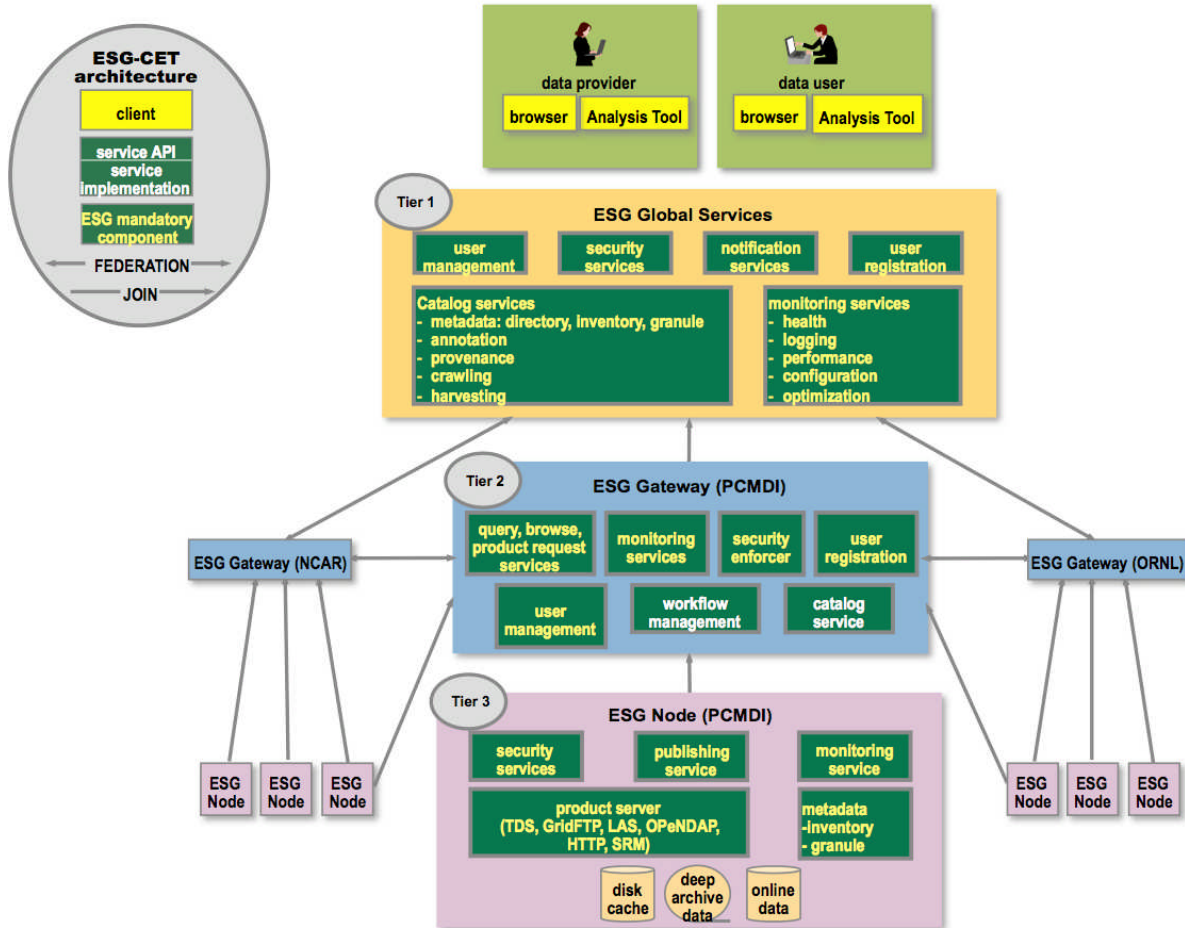 ESG-CET
architecture
client
service API
service
implementation
ESG mandatory
component
FEDERATION
JOIN
data provider
browser
Analysis Tool
data user
browser
Analysis Tool
Tier 1
ESG Global Services
user
management
security
services
notification
services
user
registration
Catalog services
- metadata: directory, inventory, granule
- annotation
- provenance
- crawling
- harvesting
monitoring services
- health
- logging
- performance
- configuration
- optimization
Tier 2
ESG Gateway (PCMDI)
query, browse,
product request
services
monitoring
services
security
enforcer
user
registration
user
management
workflow
management
catalog
service
ESG Gateway (NCAR)
ESG Gateway (ORNL)
Tier 3
ESG Node (PCMDI)
security
services
publishing
service
monitoring
service
product server
(TDS, GridFTP, LAS, OPeNDAP,
HTTP, SRM)
metadata
-inventory
- granule
disk
cache
deep
archive
data
online
data
ESG
Node
ESG
Node
ESG
Node
ESG
Node
ESG
Node
ESG
Node